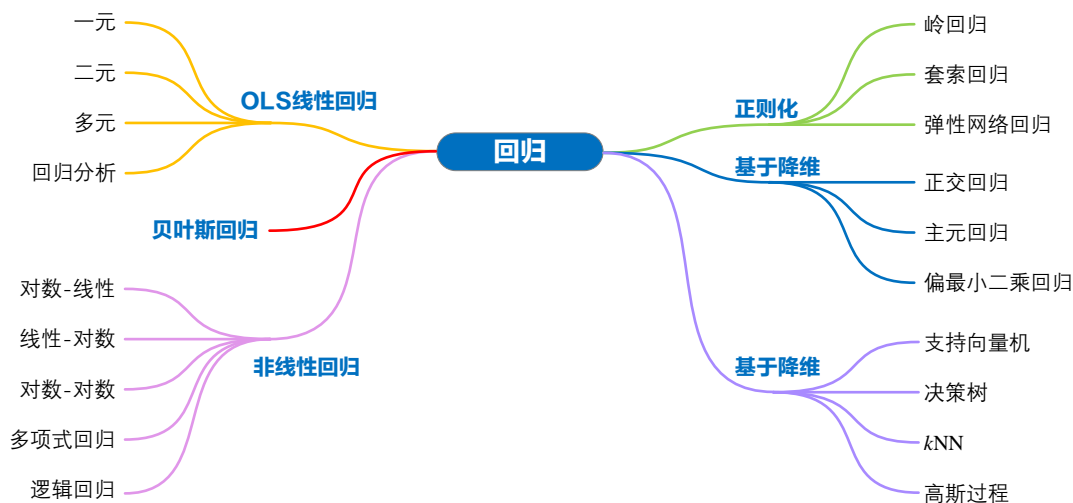 回归
OLS线性回归
一元
二元
多元
回归分析
贝叶斯回归
非线性回归
对数-线性
线性-对数
对数-对数
多项式回归
逻辑回归
正则化
岭回归
套索回归
弹性网络回归
基于降维
正交回归
主元回归
偏最小二乘回归
基于降维
支持向量机
决策树
kNN
高斯过程